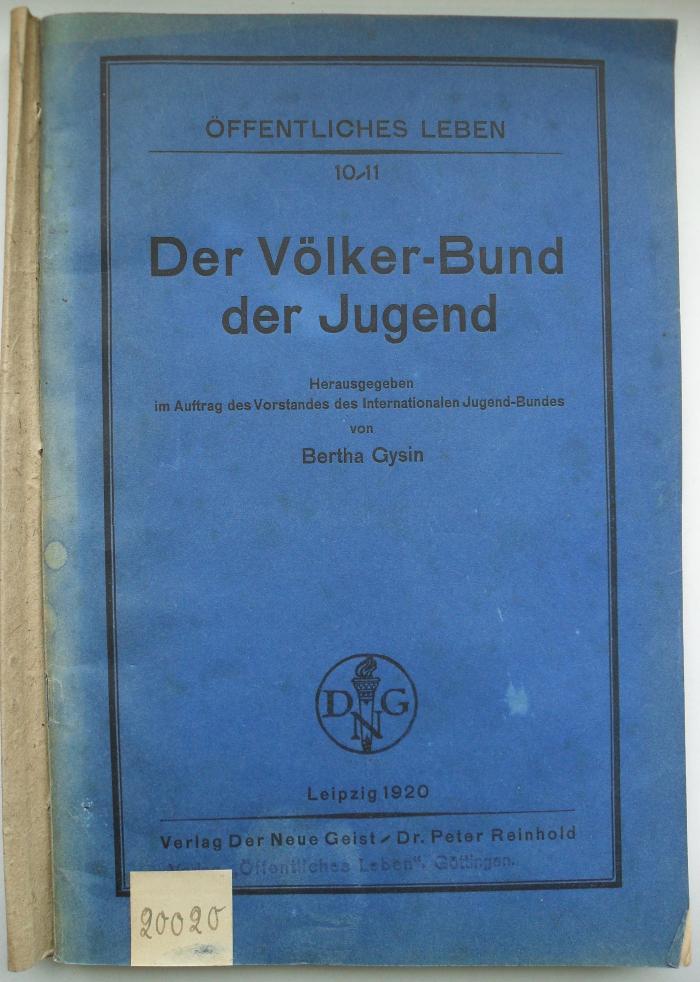 ÖFFENTLICHES LEBEN
10/11
Der Völker-Bund
der Jugend
Herausgegeben
im Auftrag des Vorstandes des Internationalen Jugend-Bundes
von
Bertha Gysin
DNG
Leipzig 1920
Verlag Der Neue Geist / Dr. Peter Reinhold
Verlag „Öffentliches Leben“, Göttingen.
20020